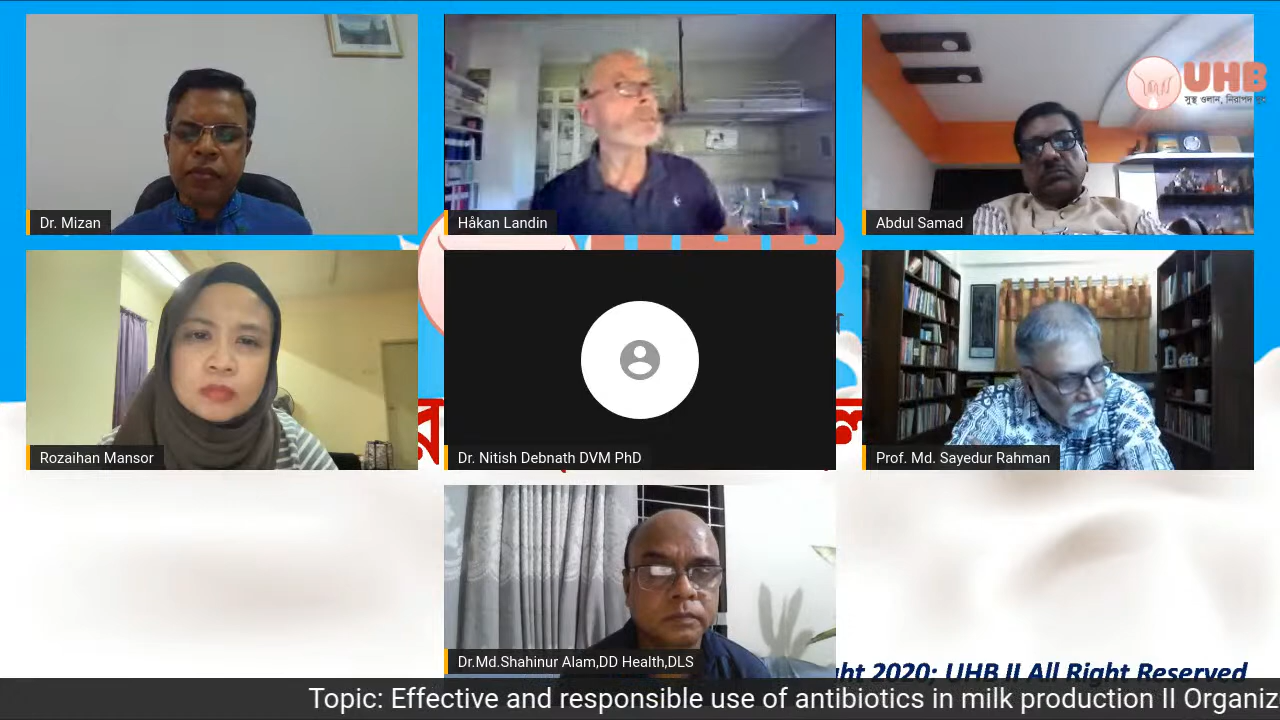 UHB
সুস্থ ওলান, নিরাপদ দুধ
Dr. Mizan
Håkan Landin
Abdul Samad
Rozaihan Mansor
Dr. Nitish Debnath DVM PhD
Prof. Md. Sayedur Rahman
Dr.Md.Shahinur Alam,DD Health,DLS
ght 2020; UHB II All Right Reserved
Topic: Effective and responsible use of antibiotics in milk production II Organiz